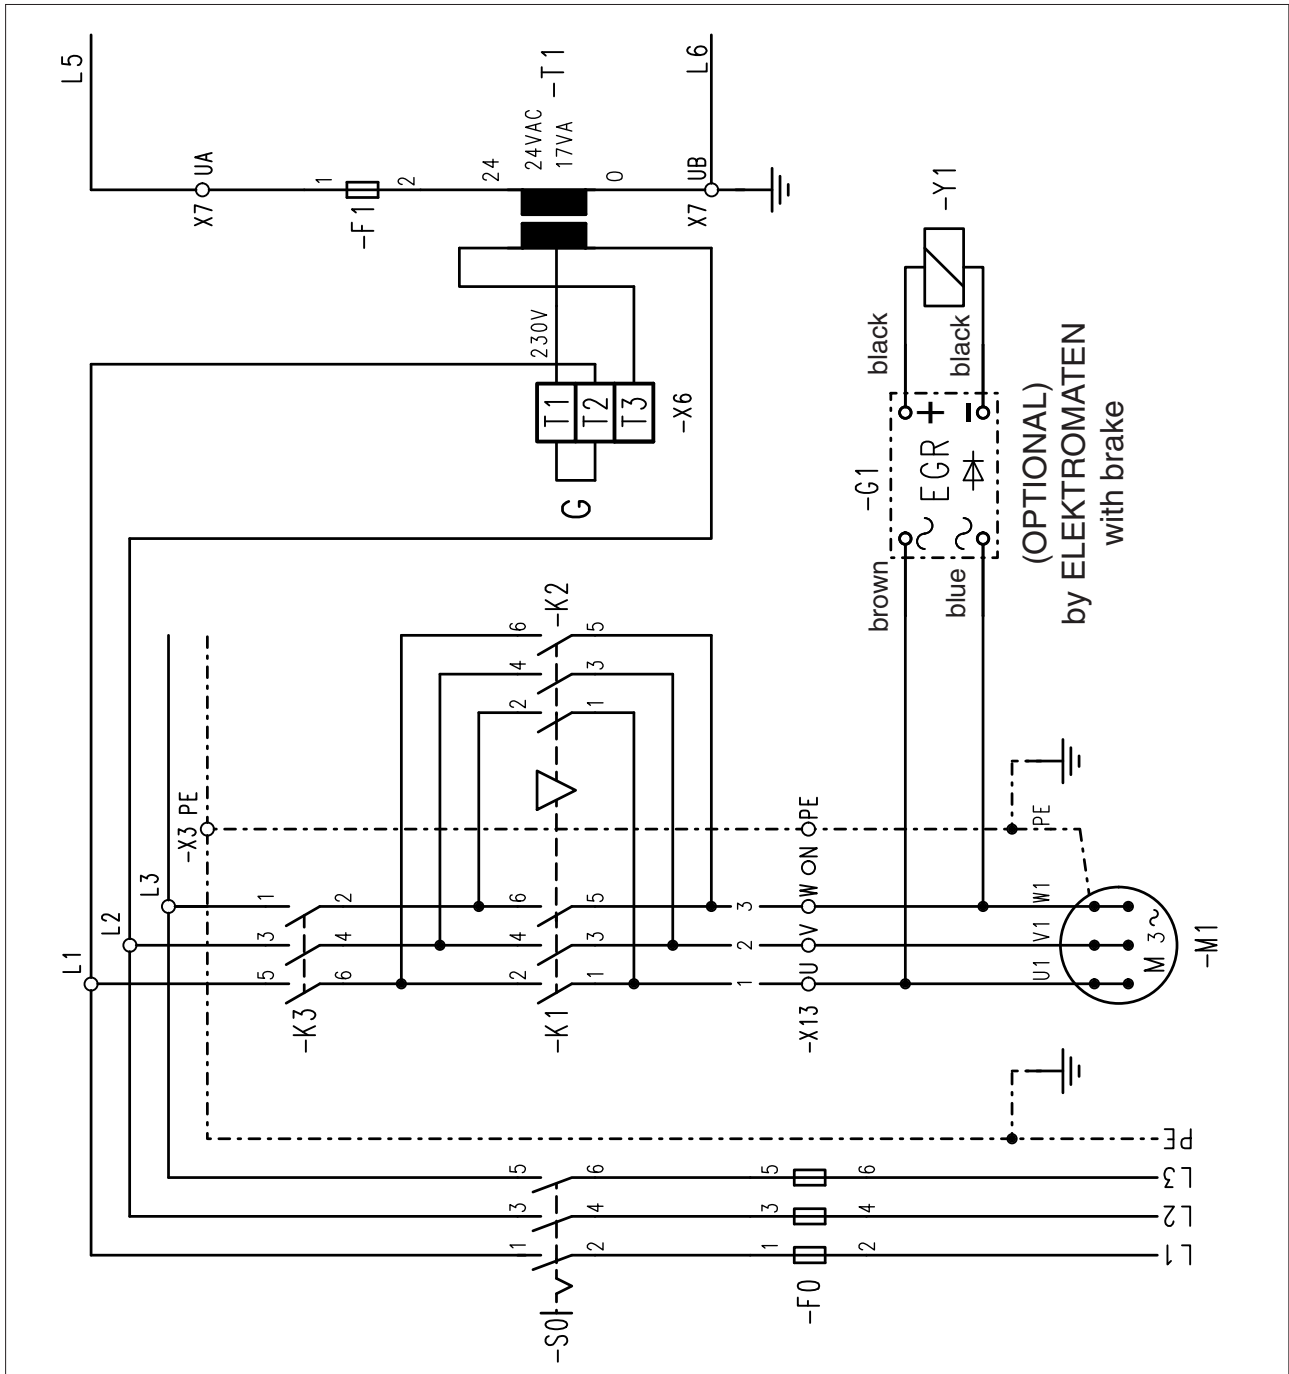 L5
L6
X7 UA
1
-F1
2
24
24VAC
17VA
-T1
0
X7 UB
-Y1
230V
T1
T2
T3
-X6
G
black
black
+
-
EGR
-G1
brown
blue
(OPTIONAL)
by ELEKTROMATEN
with brake
-K2
6
4
2
5
3
1
-X3 PE
L3
L2
L1
1
3
5
2
4
6
-K3
6
4
2
5
3
1
-K1
3
2
1
-X13 U V W N PE
PE
U1 V1 W1
M 3~
-M1
PE
L3
L2
L1
5
3
1
6
4
2
-S0
5
3
1
6
4
2
-F0